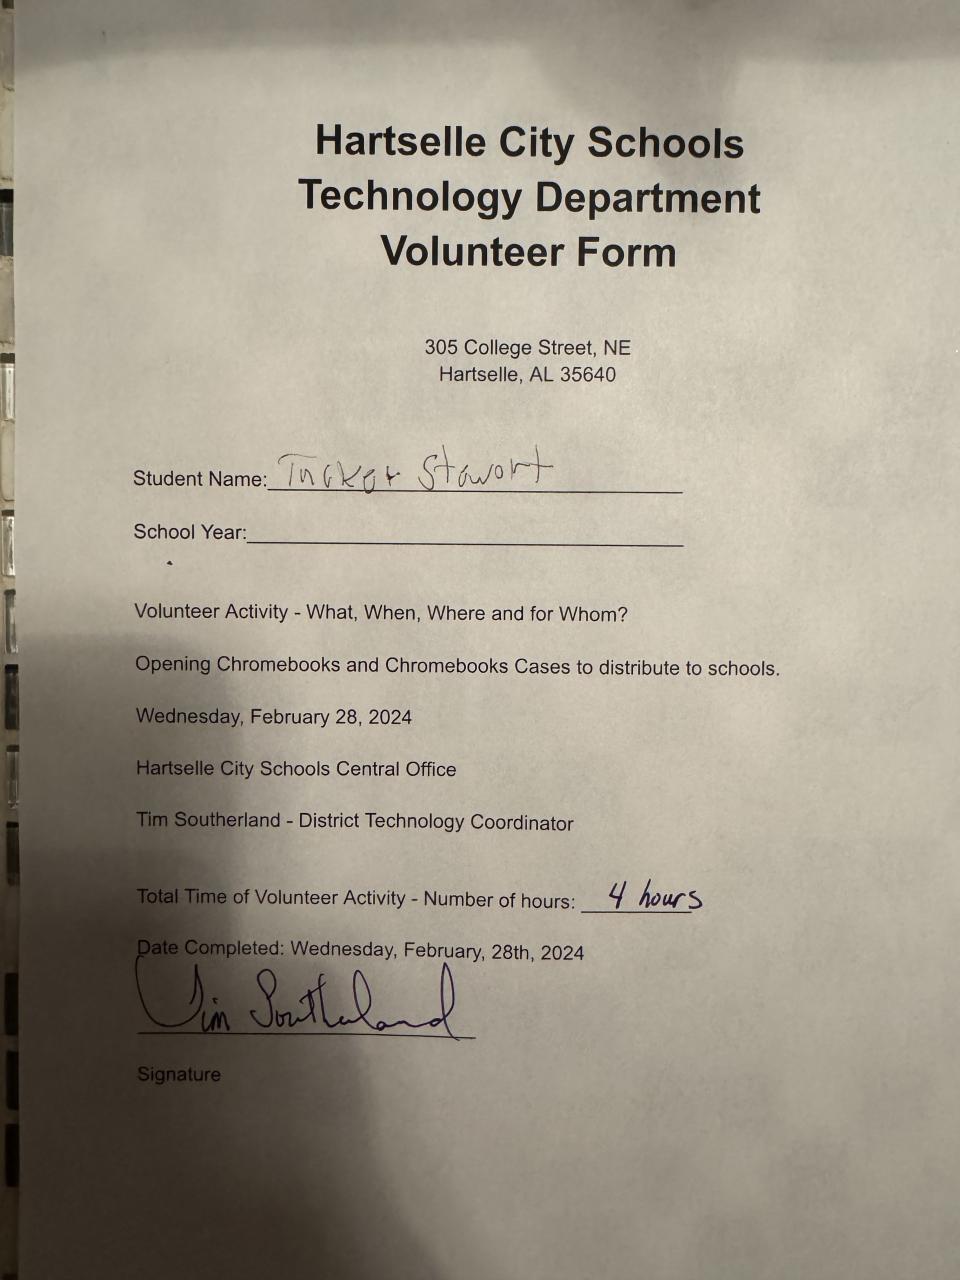 Hartselle City Schools
Technology Department
Volunteer Form
305 College Street, NE
Hartselle, AL 35640
Student Name: Tucker Stewart
School Year:
Volunteer Activity - What, When, Where and for Whom?
Opening Chromebooks and Chromebooks Cases to distribute to schools.
Wednesday, February 28, 2024
Hartselle City Schools Central Office
Tim Southerland - District Technology Coordinator
Total Time of Volunteer Activity - Number of hours: 4 hours
Date Completed: Wednesday, February, 28th, 2024
Tim Southerland
Signature